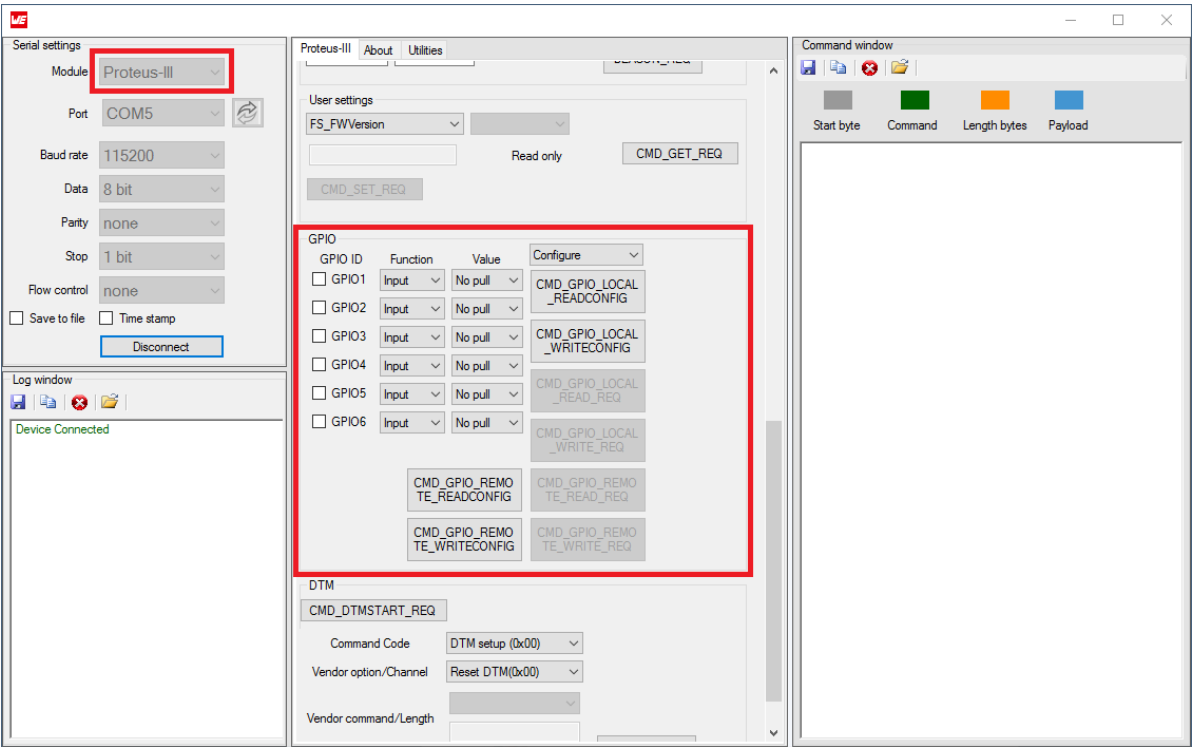 WE
Serial settings
Module Proteus-III
Port COM5
Baud rate 115200
Data 8 bit
Parity none
Stop 1 bit
Flow control none
Save to file Time stamp
Disconnect
Log window
Device Connected
Proteus-III About Utilities
User settings
FS_FWVersion
Read only CMD_GET_REQ
CMD_SET_REQ
GPIO
GPIO ID Function Value Configure
GPIO1 Input No pull
CMD_GPIO_LOCAL
_READCONFIG
GPIO2 Input No pull
GPIO3 Input No pull
CMD_GPIO_LOCAL
_WRITECONFIG
GPIO4 Input No pull
GPIO5 Input No pull
CMD_GPIO_LOCAL
_READ_REQ
GPIO6 Input No pull
CMD_GPIO_LOCAL
_WRITE_REQ
CMD_GPIO_REMO
TE_READCONFIG
CMD_GPIO_REMO
TE_READ_REQ
CMD_GPIO_REMO
TE_WRITECONFIG
CMD_GPIO_REMO
TE_WRITE_REQ
DTM
CMD_DTMSTART_REQ
Command Code DTM setup (0x00)
Vendor option/Channel Reset DTM(0x00)
Vendor command/Length
Command window
Start byte Command Length bytes Payload